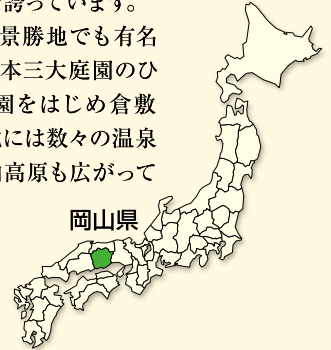 誇っています。
景勝地でも有名
本三大庭園のひ
園をはじめ倉敷
には数々の温泉
高原も広がって
岡山県